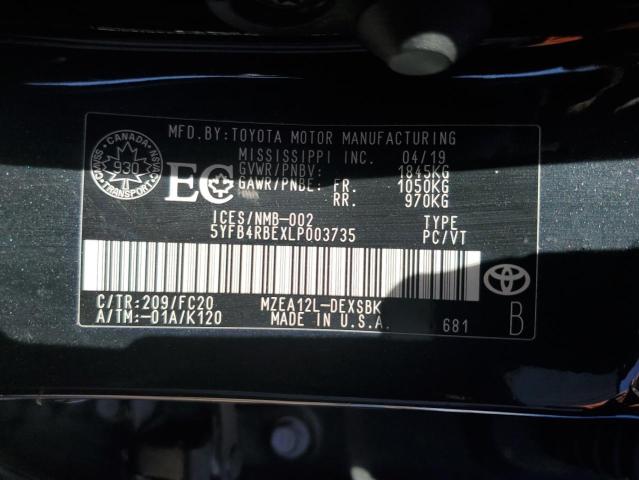 MFD.BY:TOYOTA MOTOR MANUFACTURING
MISSISSIPPI INC. 04/19
GVWR/PNBV: 1845KG
GAWR/PNBE: FR. 1050KG
RR. 970KG
CANADA
930
TRANSPORT
EC
ICES/NMB-002 TYPE
5YFB4RBEXLP003735 PC/VT
C/TR:209/FC20 MZEA12L-DEXSBK
A/TM:-01A/K120 MADE IN U.S.A. 681
B